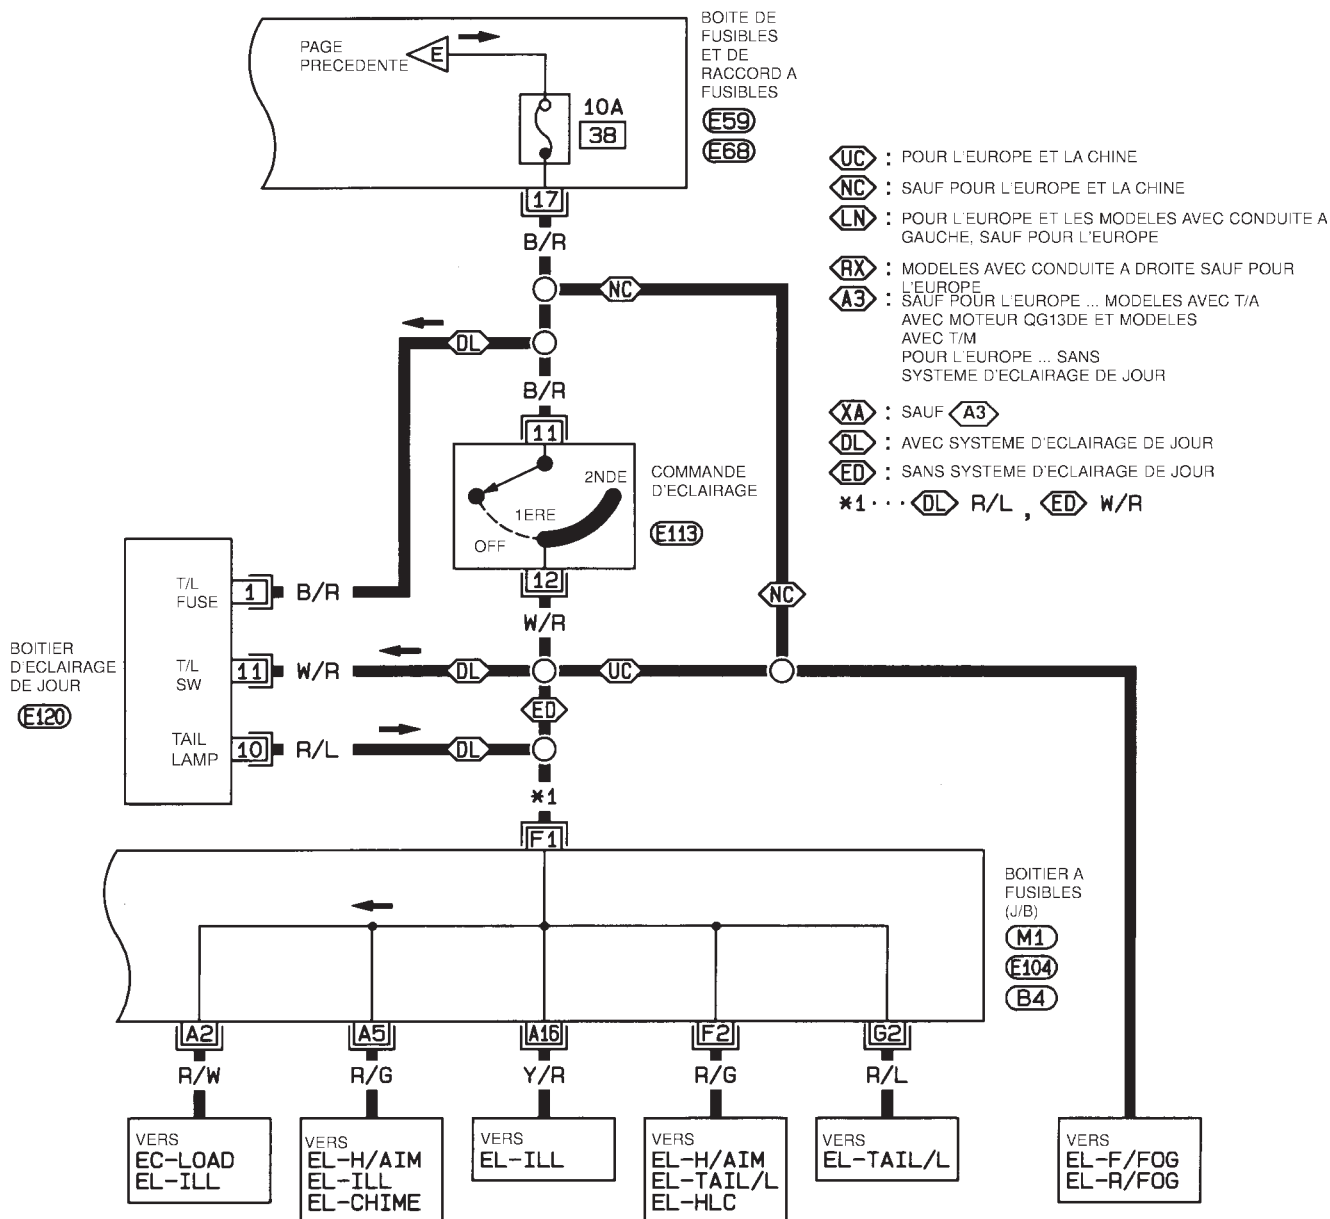 PAGE
PRECEDENTE
E
10A
38
BOITE DE
FUSIBLES
ET DE
RACCORD A
FUSIBLES
E59
E68
17
B/R
NC
DL
B/R
11
COMMANDE
D'ECLAIRAGE
E113
2NDE
1ERE
OFF
12
W/R
UC : POUR L'EUROPE ET LA CHINE
NC : SAUF POUR L'EUROPE ET LA CHINE
LN : POUR L'EUROPE ET LES MODELES AVEC CONDUITE A
GAUCHE, SAUF POUR L'EUROPE
RX : MODELES AVEC CONDUITE A DROITE SAUF POUR
L'EUROPE
A3 : SAUF POUR L'EUROPE ... MODELES AVEC T/A
AVEC MOTEUR QG13DE ET MODELES
AVEC T/M
POUR L'EUROPE ... SANS
SYSTEME D'ECLAIRAGE DE JOUR
XA : SAUF A3
DL : AVEC SYSTEME D'ECLAIRAGE DE JOUR
ED : SANS SYSTEME D'ECLAIRAGE DE JOUR
*1 ··· DL R/L , ED W/R
BOITIER
D'ECLAIRAGE
DE JOUR
E120
T/L
FUSE
1
B/R
NC
T/L
SW
11
W/R
DL
UC
ED
TAIL
LAMP
10
R/L
DL
*1
F1
BOITIER A
FUSIBLES
(J/B)
M1
E104
B4
A2
A5
A16
F2
G2
R/W
R/G
Y/R
R/G
R/L
VERS
EC-LOAD
EL-ILL
VERS
EL-H/AIM
EL-ILL
EL-CHIME
VERS
EL-ILL
VERS
EL-H/AIM
EL-TAIL/L
EL-HLC
VERS
EL-TAIL/L
VERS
EL-F/FOG
EL-R/FOG